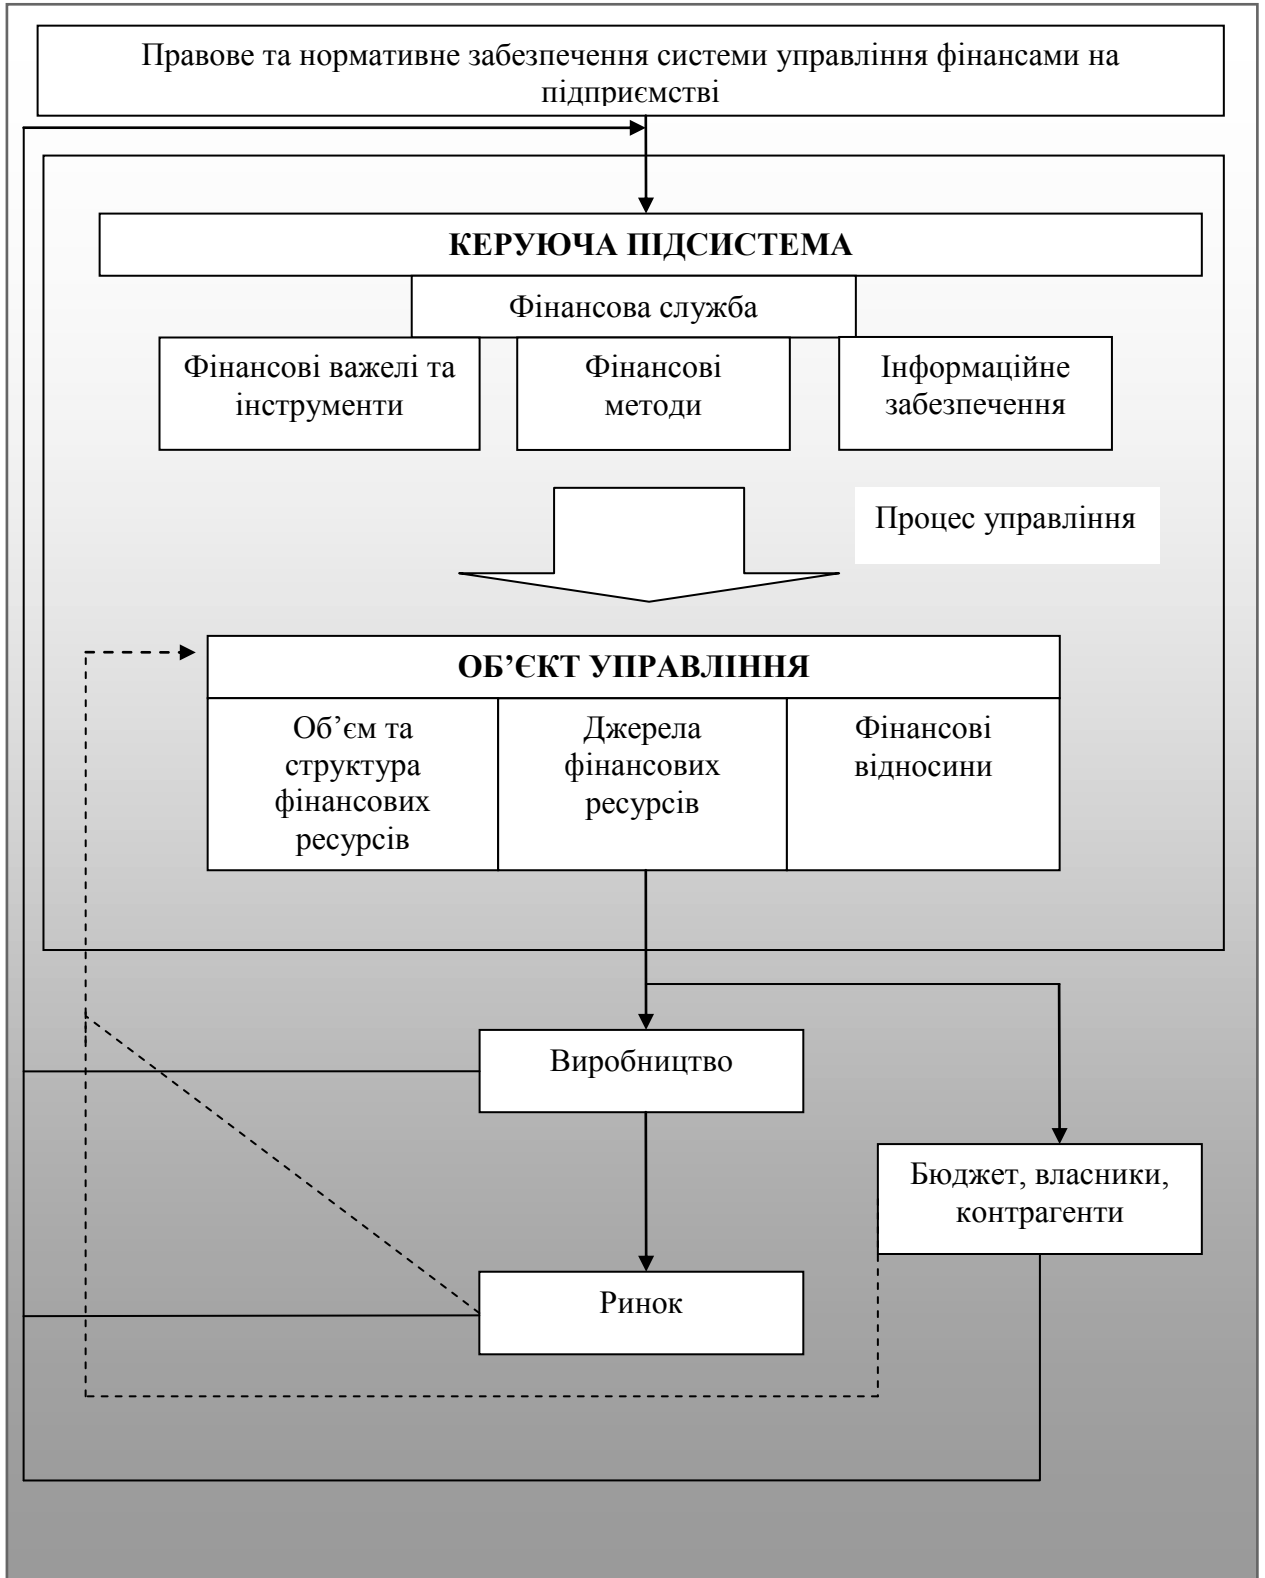 Правове та нормативне забезпечення системи управління фінансами на
підприємстві
КЕРУЮЧА ПІДСИСТЕМА
Фінансова служба
Фінансові важелі та
інструменти
Фінансові
методи
Інформаційне
забезпечення
Процес управління
ОБ’ЄКТ УПРАВЛІННЯ
Об’єм та
структура
фінансових
ресурсів
Джерела
фінансових
ресурсів
Фінансові
відносини
Виробництво
Бюджет, власники,
контрагенти
Ринок